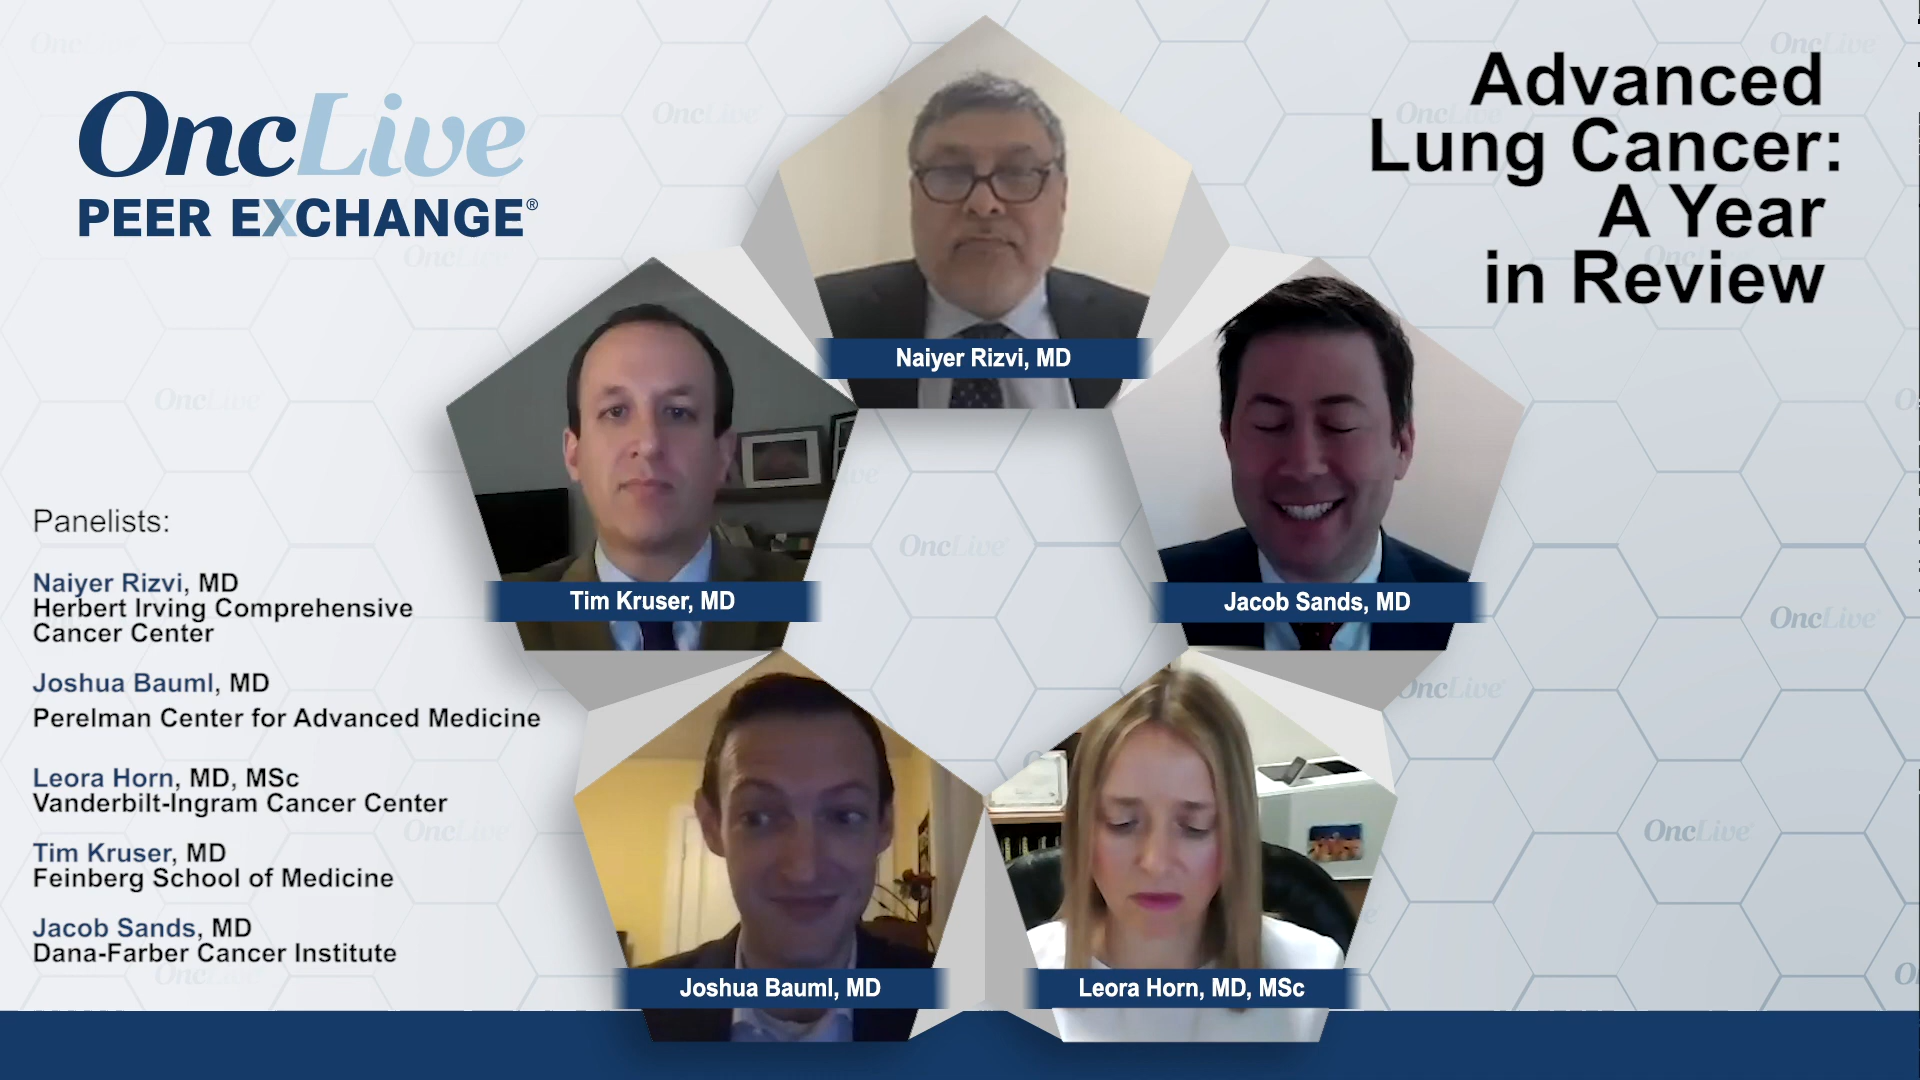 OncLive
PEER EXCHANGE®
Advanced
Lung Cancer:
A Year
in Review
Naiyer Rizvi, MD
Tim Kruser, MD
Jacob Sands, MD
Joshua Bauml, MD
Leora Horn, MD, MSc
Panelists:
Naiyer Rizvi, MD
Herbert Irving Comprehensive
Cancer Center
Joshua Bauml, MD
Perelman Center for Advanced Medicine
Leora Horn, MD, MSc
Vanderbilt-Ingram Cancer Center
Tim Kruser, MD
Feinberg School of Medicine
Jacob Sands, MD
Dana-Farber Cancer Institute